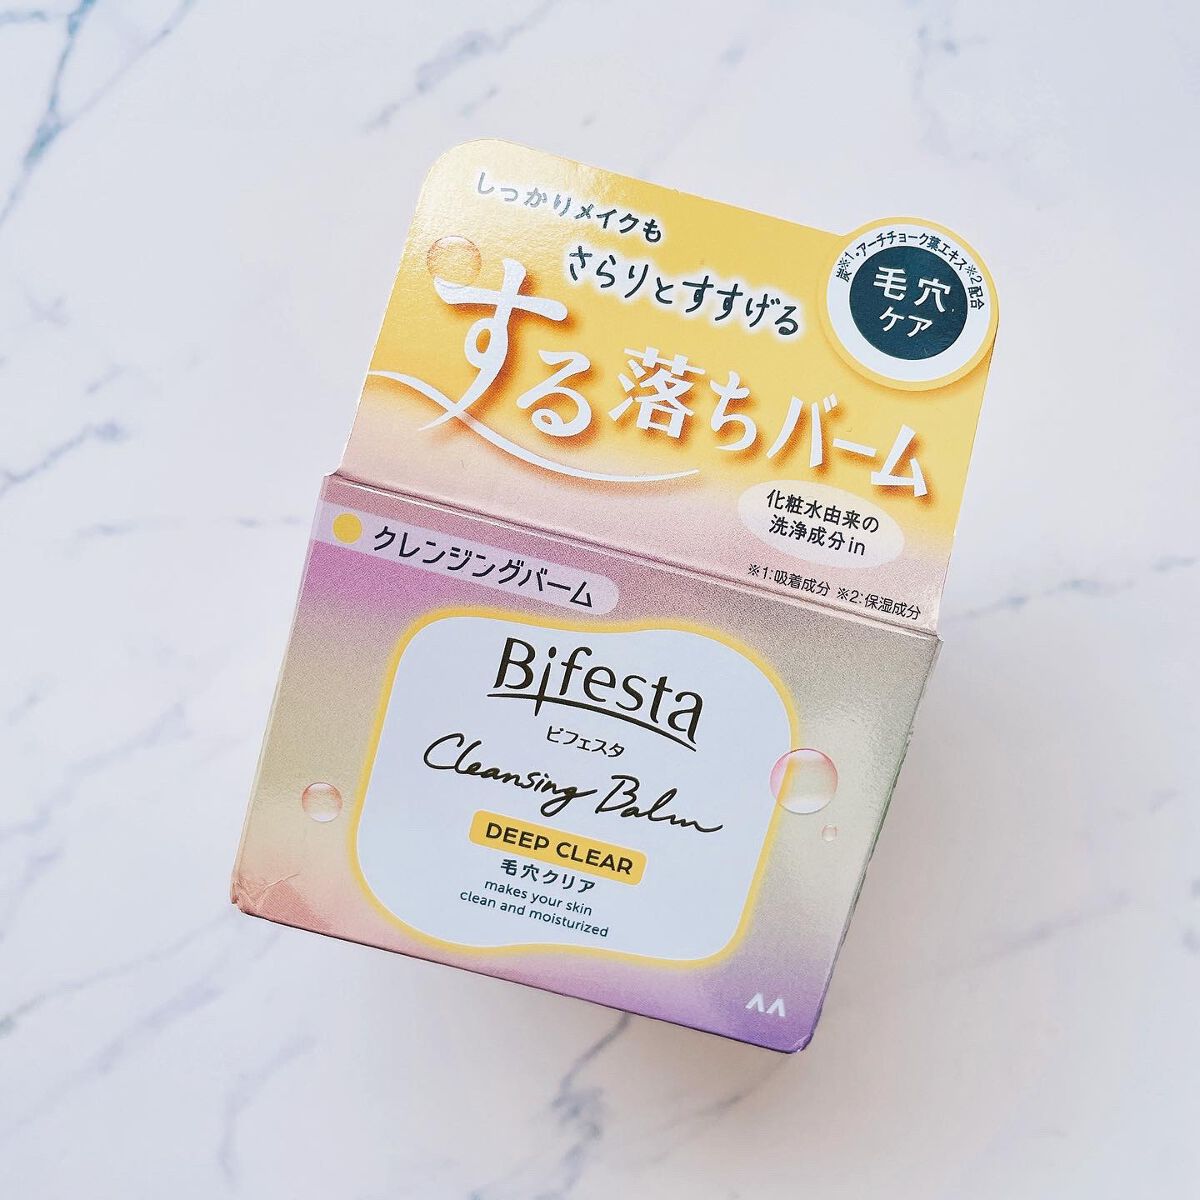 しっかりメイクも
さらりとすすげる
する落ちバーム
炭※1・アーチチョーク葉エキス※2配合
毛穴
ケア
化粧水由来の
洗浄成分in
※1:吸着成分 ※2:保湿成分
クレンジングバーム
Bifesta
ビフェスタ
Cleansing Balm
DEEP CLEAR
毛穴クリア
makes your skin
clean and moisturized